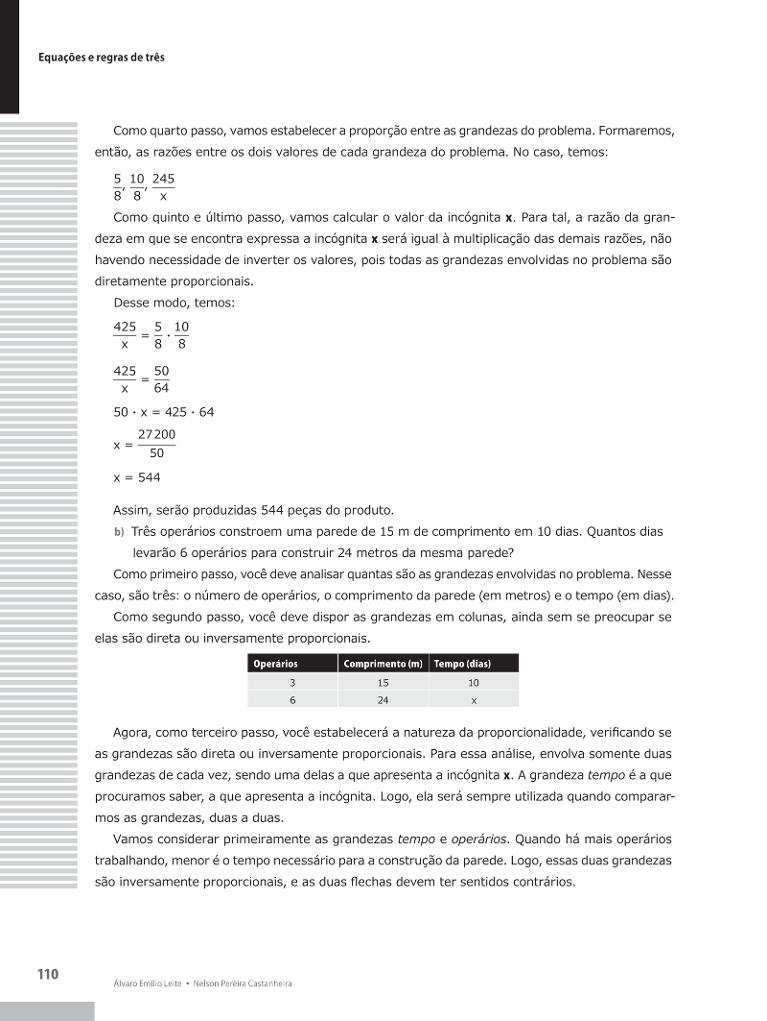 Equações e regras de três
Como quarto passo, vamos estabelecer a proporção entre as grandezas do problema. Formaremos,
então, as razões entre os dois valores de cada grandeza do problema. No caso, temos:
5/8, 10/8, 245/x
Como quinto e último passo, vamos calcular o valor da incógnita x. Para tal, a razão da gran-
deza em que se encontra expressa a incógnita x será igual à multiplicação das demais razões, não
havendo necessidade de inverter os valores, pois todas as grandezas envolvidas no problema são
diretamente proporcionais.
Desse modo, temos:
425/x = 5/8 · 10/8
425/x = 50/64
50 · x = 425 · 64
x = 27200/50
x = 544
Assim, serão produzidas 544 peças do produto.
b) Três operários constroem uma parede de 15 m de comprimento em 10 dias. Quantos dias
levarão 6 operários para construir 24 metros da mesma parede?
Como primeiro passo, você deve analisar quantas são as grandezas envolvidas no problema. Nesse
caso, são três: o número de operários, o comprimento da parede (em metros) e o tempo (em dias).
Como segundo passo, você deve dispor as grandezas em colunas, ainda sem se preocupar se
elas são direta ou inversamente proporcionais.
Operários Comprimento (m) Tempo (dias)
3 15 10
6 24 x
Agora, como terceiro passo, você estabelecerá a natureza da proporcionalidade, verificando se
as grandezas são direta ou inversamente proporcionais. Para essa análise, envolva somente duas
grandezas de cada vez, sendo uma delas a que apresenta a incógnita x. A grandeza tempo é a que
procuramos saber, a que apresenta a incógnita. Logo, ela será sempre utilizada quando comparar-
mos as grandezas, duas a duas.
Vamos considerar primeiramente as grandezas tempo e operários. Quando há mais operários
trabalhando, menor é o tempo necessário para a construção da parede. Logo, essas duas grandezas
são inversamente proporcionais, e as duas flechas devem ter sentidos contrários.
110
Álvaro Emílio Leite • Nelson Pereira Castanheira